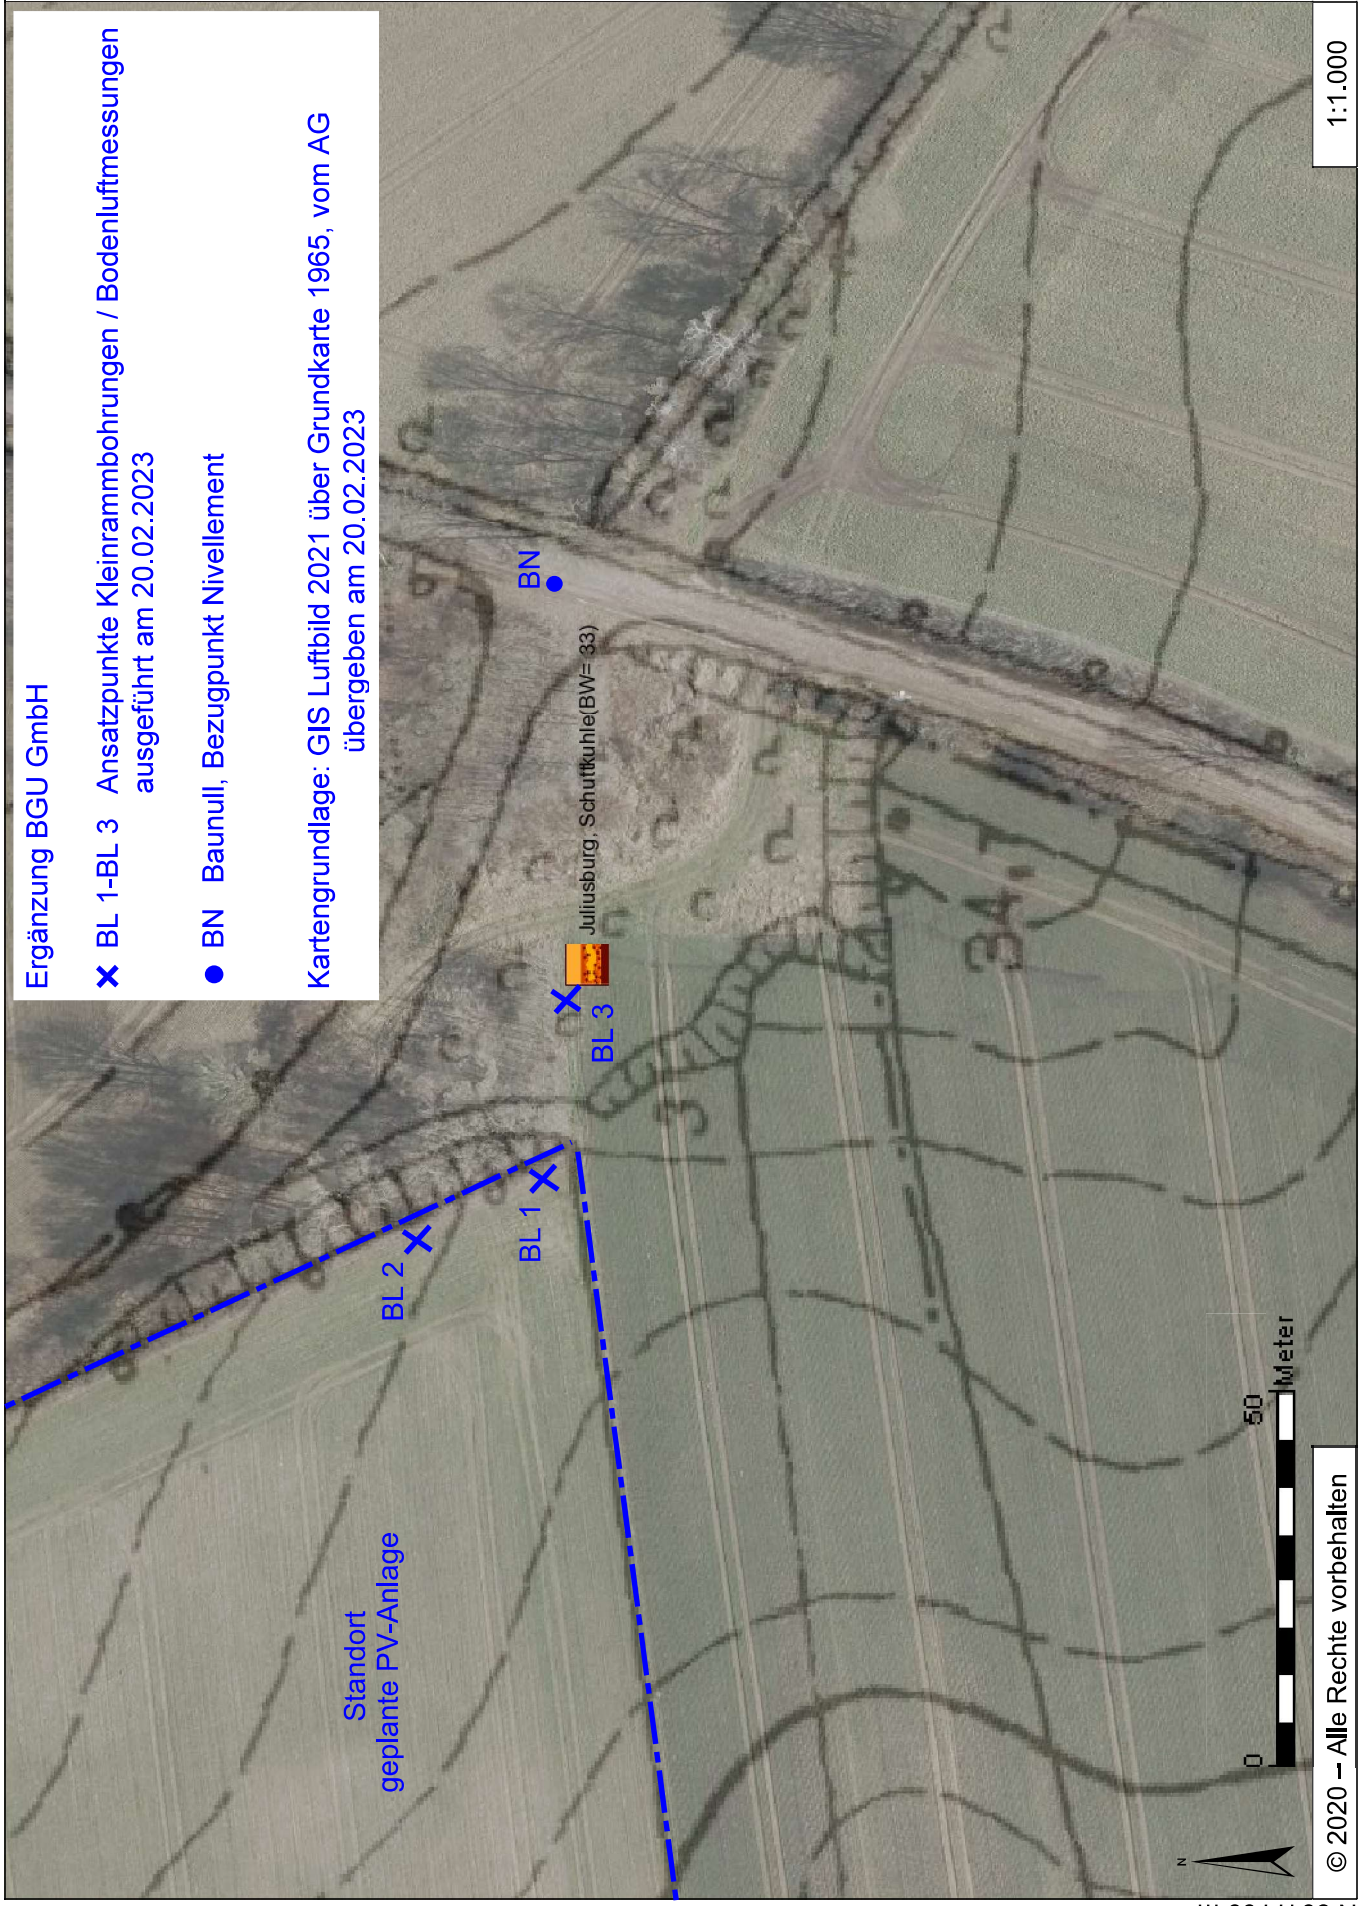 Ergänzung BGU GmbH
BL 1-BL 3 Ansatzpunkte Kleinrammbohrungen / Bodenluftmessungen
ausgeführt am 20.02.2023
BN Baunull, Bezugpunkt Nivellement
Kartengrundlage: GIS Luftbild 2021 über Grundkarte 1965, vom AG
übergeben am 20.02.2023
BN
Juliusburg, Schuttkuhle(BW= 33)
BL 3
BL 1
BL 2
Standort
geplante PV-Anlage
3
34
N
0
50
Meter
© 2020 – Alle Rechte vorbehalten
1:1.000